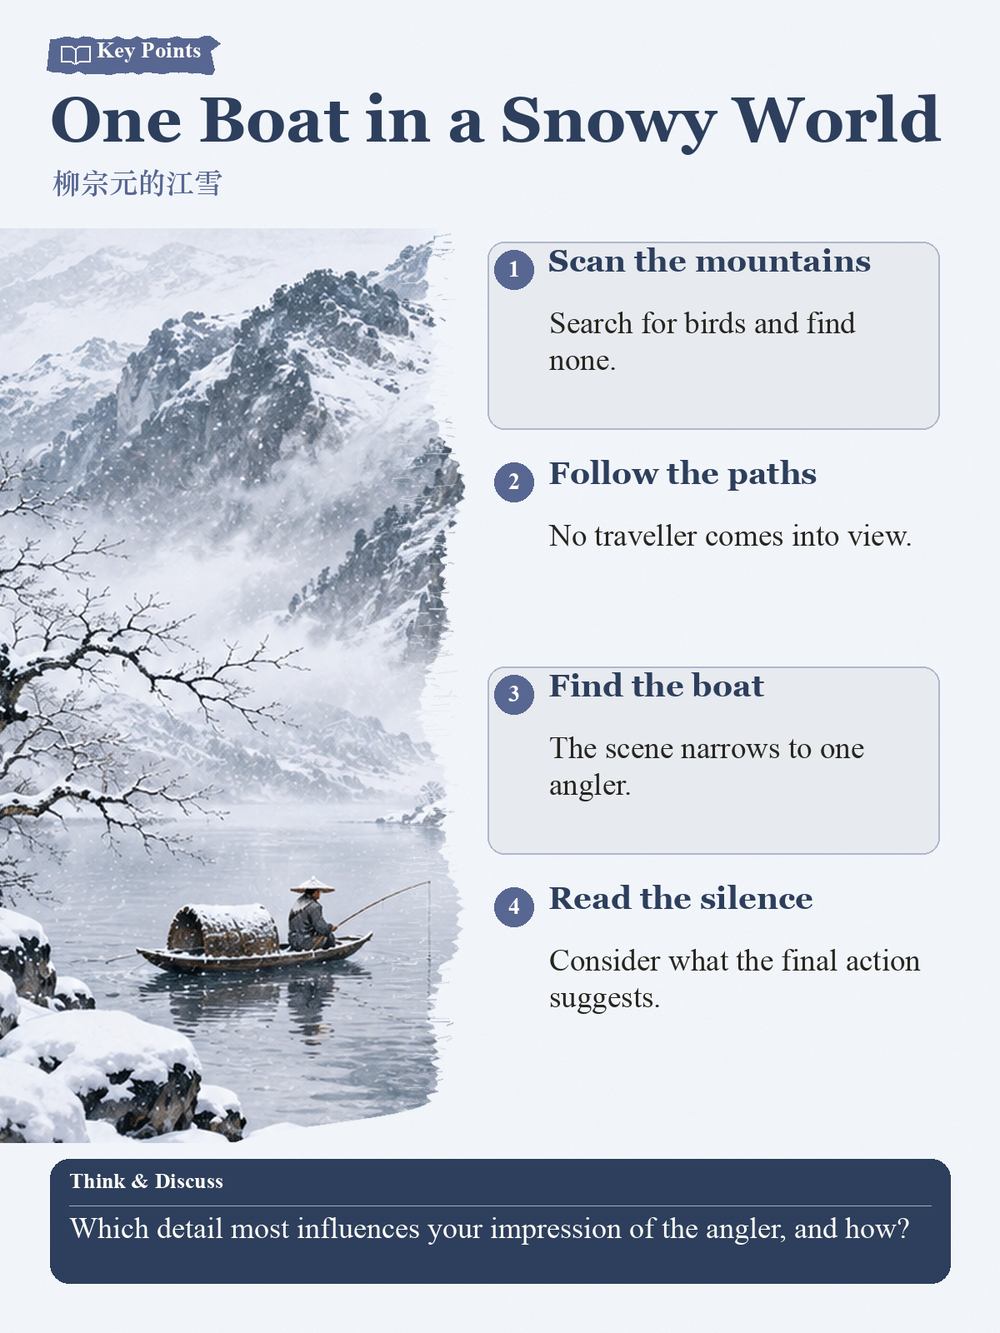 Key Points
One Boat in a Snowy World
柳宗元的江雪
1
Scan the mountains
Search for birds and find
none.
2
Follow the paths
No traveller comes into view.
3
Find the boat
The scene narrows to one
angler.
4
Read the silence
Consider what the final action
suggests.
Think & Discuss
Which detail most influences your impression of the angler, and how?